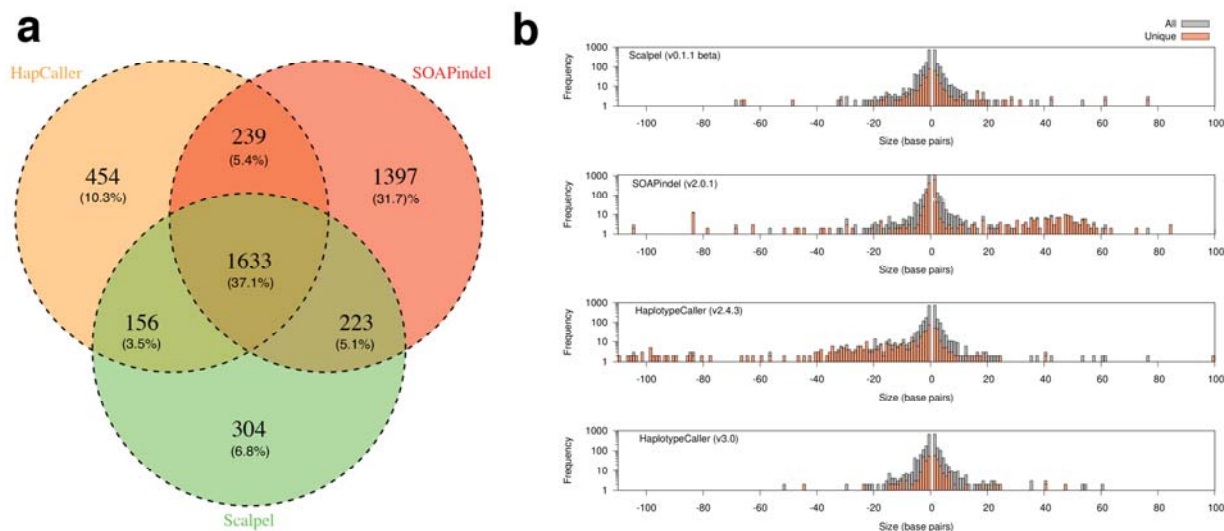 a
HapCaller
SOAPindel
239
(5.4%)
454
(10.3%)
1397
(31.7)%
1633
(37.1%)
156
(3.5%)
223
(5.1%)
304
(6.8%)
Scalpel
b
All
Unique
Scalpel (v0.1.1 beta)
Frequency
1000
100
10
1
-100 -80 -60 -40 -20 0 20 40 60 80 100
Size (base pairs)
SOAPindel (v2.0.1)
Frequency
1000
100
10
1
-100 -80 -60 -40 -20 0 20 40 60 80 100
Size (base pairs)
HaplotypeCaller (v2.4.3)
Frequency
1000
100
10
1
-100 -80 -60 -40 -20 0 20 40 60 80 100
Size (base pairs)
HaplotypeCaller (v3.0)
Frequency
1000
100
10
1
-100 -80 -60 -40 -20 0 20 40 60 80 100
Size (base pairs)